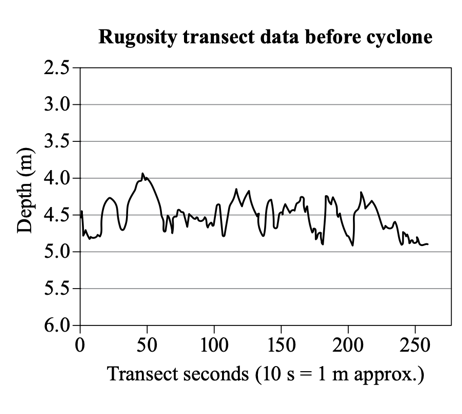 Rugosity transect data before cyclone
Depth (m)
2.5
3.0
3.5
4.0
4.5
5.0
5.5
6.0
0 50 100 150 200 250
Transect seconds (10 s = 1 m approx.)